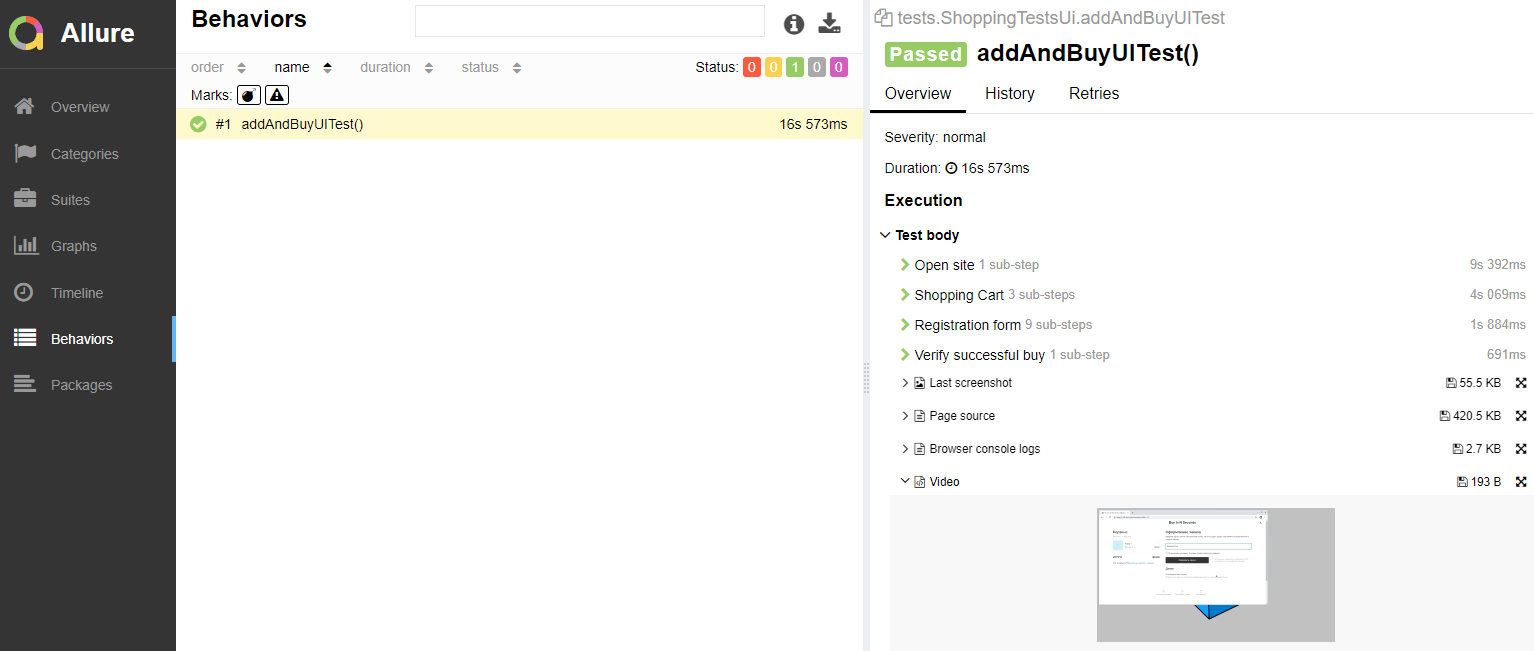 Allure
Overview
Categories
Suites
Graphs
Timeline
Behaviors
Packages
Behaviors
order name duration status Status: 0 0 1 0 0
Marks:
#1 addAndBuyUITest() 16s 573ms
tests.ShoppingTestsUi.addAndBuyUITest
Passed addAndBuyUITest()
Overview History Retries
Severity: normal
Duration: 16s 573ms
Execution
Test body
Open site 1 sub-step 9s 392ms
Shopping Cart 3 sub-steps 4s 069ms
Registration form 9 sub-steps 1s 884ms
Verify successful buy 1 sub-step 691ms
Last screenshot 55.5 KB
Page source 420.5 KB
Browser console logs 2.7 KB
Video 193 B